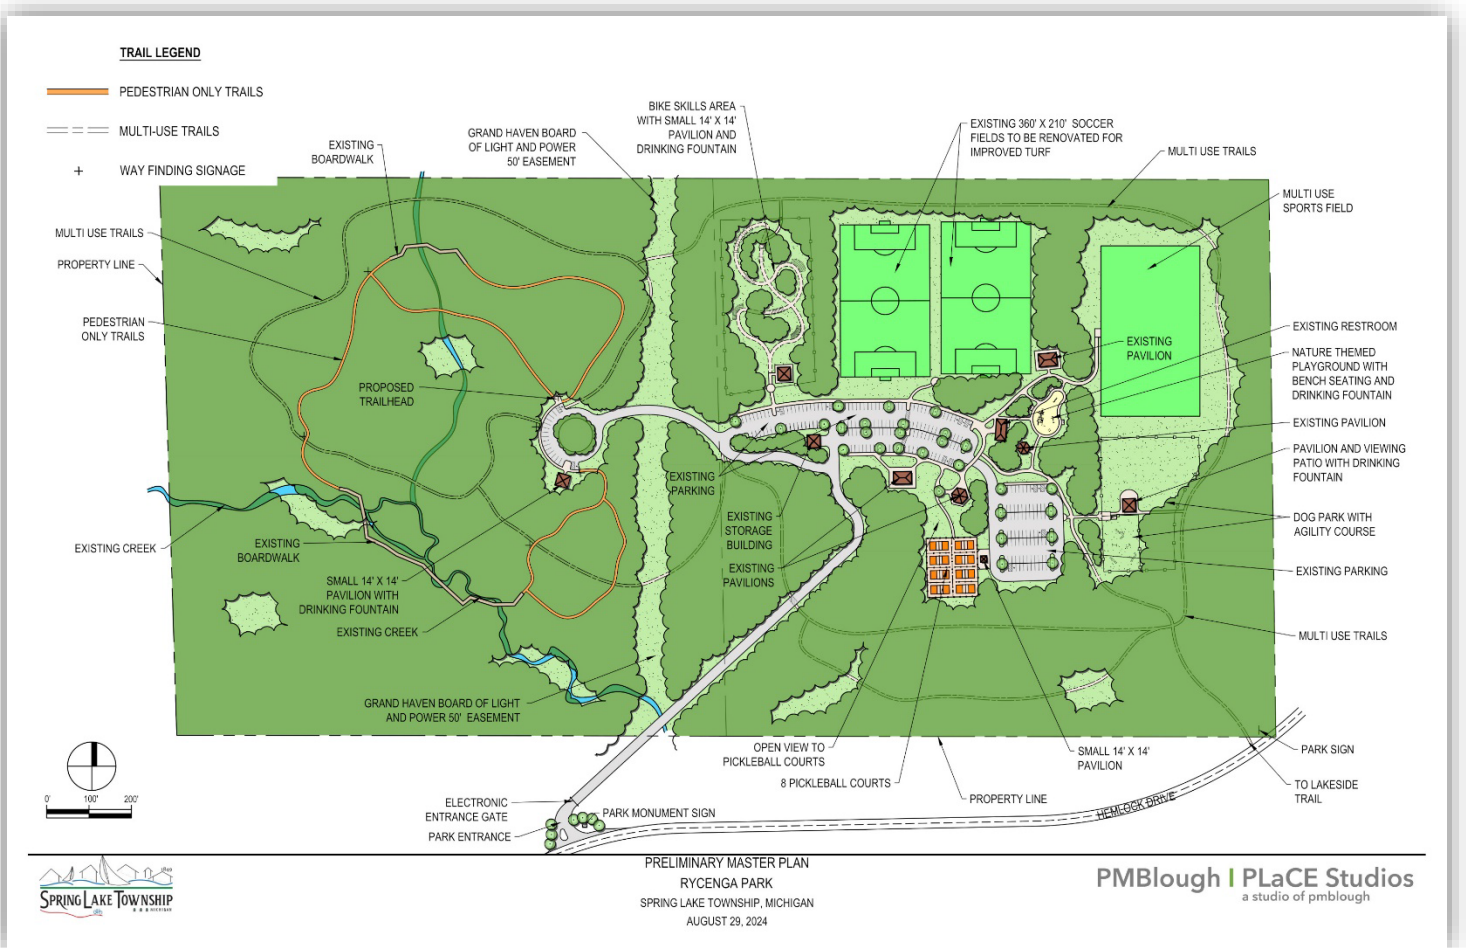 TRAIL LEGEND
PEDESTRIAN ONLY TRAILS
MULTI-USE TRAILS
WAY FINDING SIGNAGE
EXISTING
BOARDWALK
GRAND HAVEN BOARD
OF LIGHT AND POWER
50' EASEMENT
BIKE SKILLS AREA
WITH SMALL 14' X 14'
PAVILION AND
DRINKING FOUNTAIN
EXISTING 360' X 210' SOCCER
FIELDS TO BE RENOVATED FOR
IMPROVED TURF
MULTI USE TRAILS
MULTI USE
SPORTS FIELD
MULTI USE TRAILS
PROPERTY LINE
PEDESTRIAN
ONLY TRAILS
PROPOSED
TRAILHEAD
EXISTING
PAVILION
EXISTING RESTROOM
NATURE THEMED
PLAYGROUND WITH
BENCH SEATING AND
DRINKING FOUNTAIN
EXISTING PAVILION
PAVILION AND VIEWING
PATIO WITH DRINKING
FOUNTAIN
DOG PARK WITH
AGILITY COURSE
EXISTING PARKING
MULTI USE TRAILS
EXISTING
PARKING
EXISTING
STORAGE
BUILDING
EXISTING
PAVILIONS
EXISTING CREEK
EXISTING
BOARDWALK
SMALL 14' X 14'
PAVILION WITH
DRINKING FOUNTAIN
EXISTING CREEK
GRAND HAVEN BOARD OF LIGHT
AND POWER 50' EASEMENT
OPEN VIEW TO
PICKLEBALL COURTS
8 PICKLEBALL COURTS
SMALL 14' X 14'
PAVILION
PROPERTY LINE
PARK SIGN
TO LAKESIDE
TRAIL
HEMLOCK DRIVE
0' 100' 200'
ELECTRONIC
ENTRANCE GATE
PARK MONUMENT SIGN
PARK ENTRANCE
PRELIMINARY MASTER PLAN
RYCENGA PARK
SPRING LAKE TOWNSHIP, MICHIGAN
AUGUST 29, 2024
SPRING LAKE TOWNSHIP
PMBlough | PLaCE Studios
a studio of pmblough